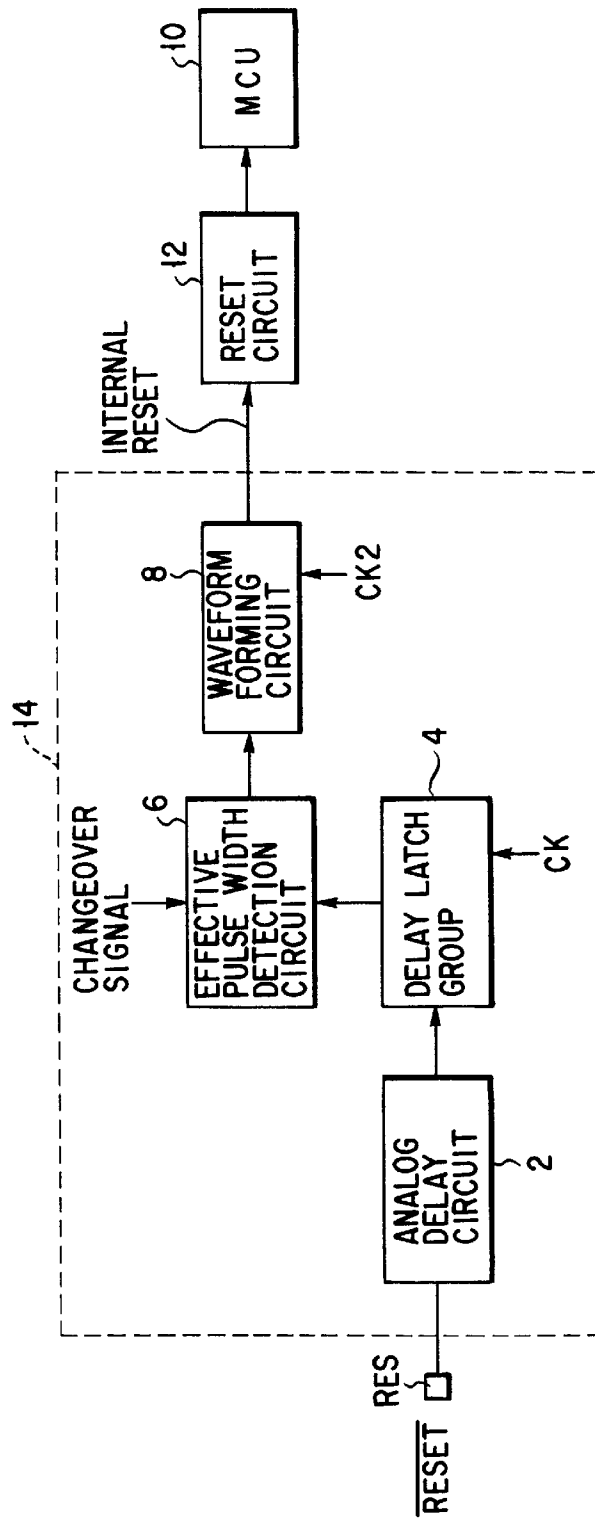 RESET
RES
ANALOG
DELAY
CIRCUIT
2
DELAY LATCH
GROUP
4
CK
CHANGEOVER
SIGNAL
EFFECTIVE
PULSE WIDTH
DETECTION
CIRCUIT
6
14
WAVEFORM
FORMING
CIRCUIT
8
CK2
INTERNAL
RESET
RESET
CIRCUIT
12
MCU
10